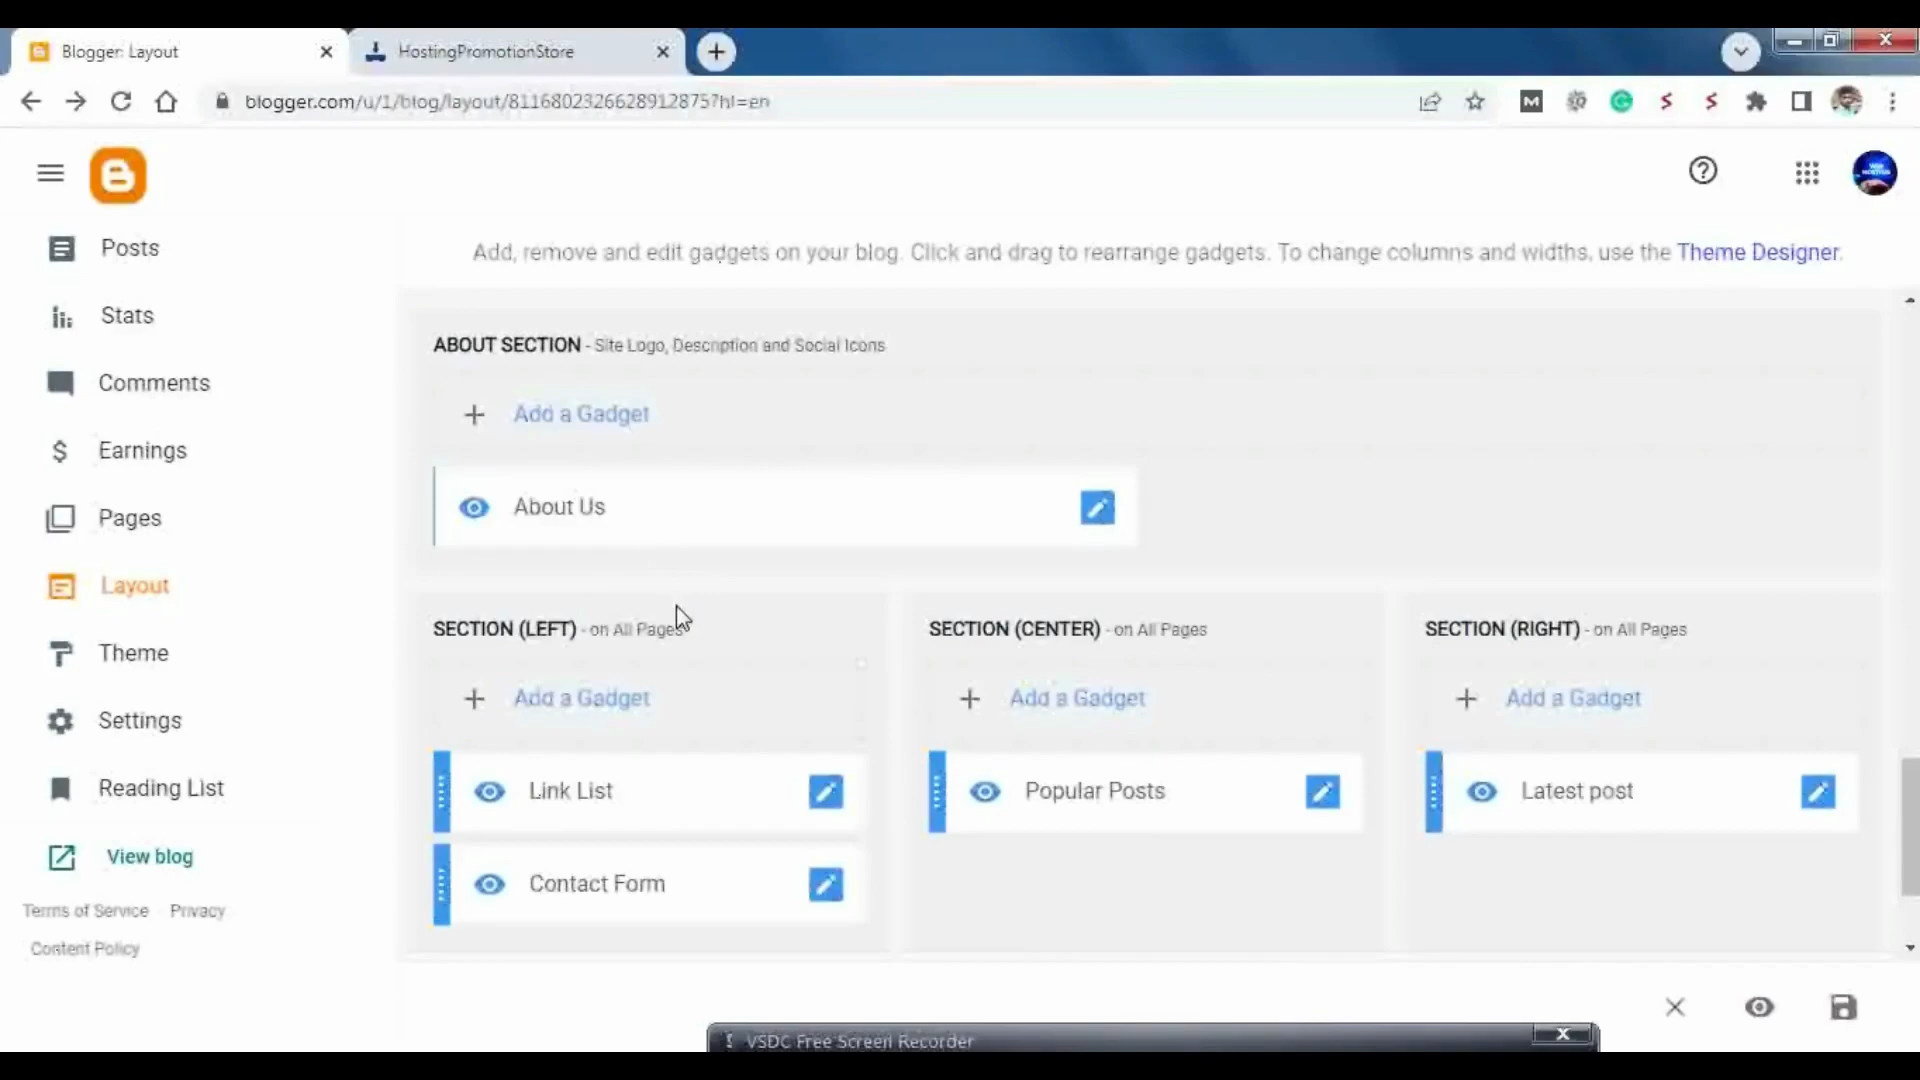 Blogger: Layout
HostingPromotionStore
blogger.com/u/1/blog/layout/8116802326628912875?hl=en
Posts
Stats
Comments
Earnings
Pages
Layout
Theme
Settings
Reading List
View blog
Terms of Service Privacy
Content Policy
Add, remove and edit gadgets on your blog. Click and drag to rearrange gadgets. To change columns and widths, use the Theme Designer.
ABOUT SECTION - Site Logo, Description and Social Icons
Add a Gadget
About Us
SECTION (LEFT) - on All Pages
Add a Gadget
Link List
Contact Form
SECTION (CENTER) - on All Pages
Add a Gadget
Popular Posts
SECTION (RIGHT) - on All Pages
Add a Gadget
Latest post
VSDC Free Screen Recorder